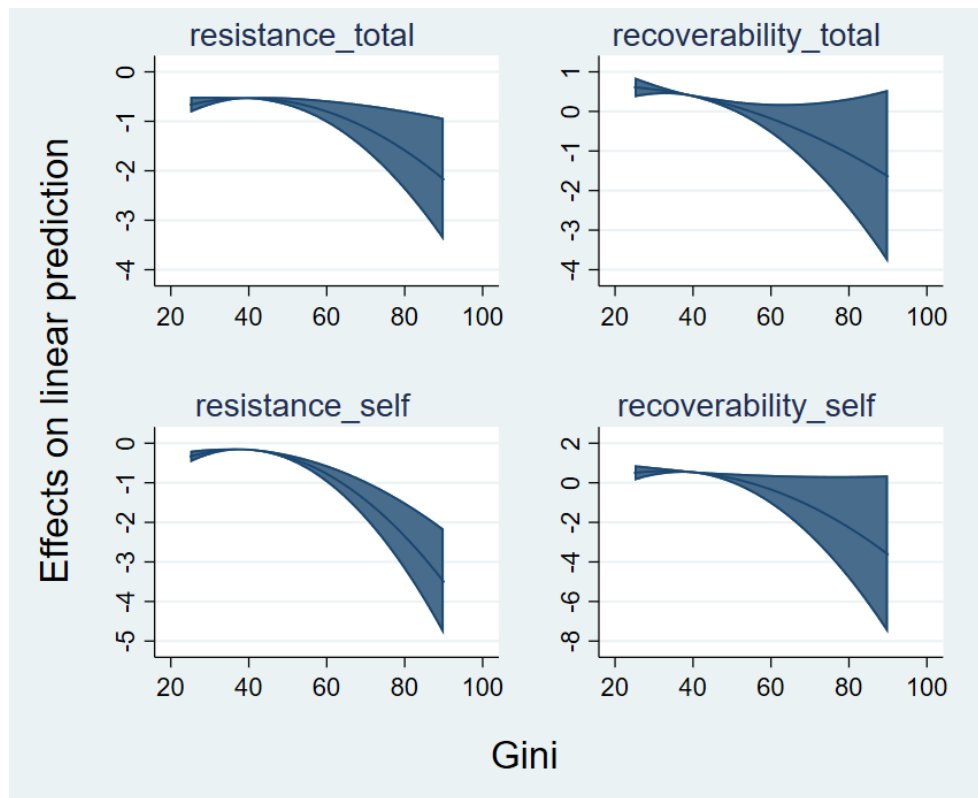 resistance_total
0
-1
-2
-3
-4
20 40 60 80 100
recoverability_total
1
0
-1
-2
-3
-4
20 40 60 80 100
resistance_self
0
-1
-2
-3
-4
-5
20 40 60 80 100
recoverability_self
2
0
-2
-4
-6
-8
20 40 60 80 100
Effects on linear prediction
Gini